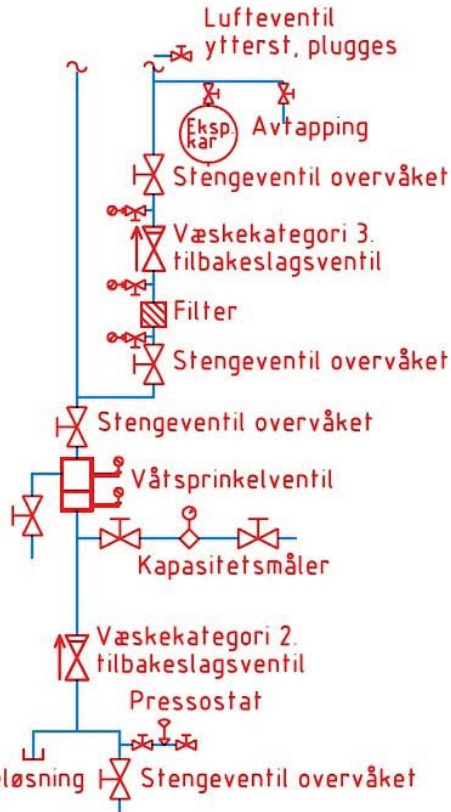 Lufteventil
ytterst, plugges
Eksp.
kar
Avtapping
Stengeventil overvåket
Væskekategori 3.
tilbakeslagsventil
Filter
Stengeventil overvåket
Stengeventil overvåket
Våtsprinkelventil
Kapasitetsmåler
Væskekategori 2.
tilbakeslagsventil
Pressostat
løsning
Stengeventil overvåket